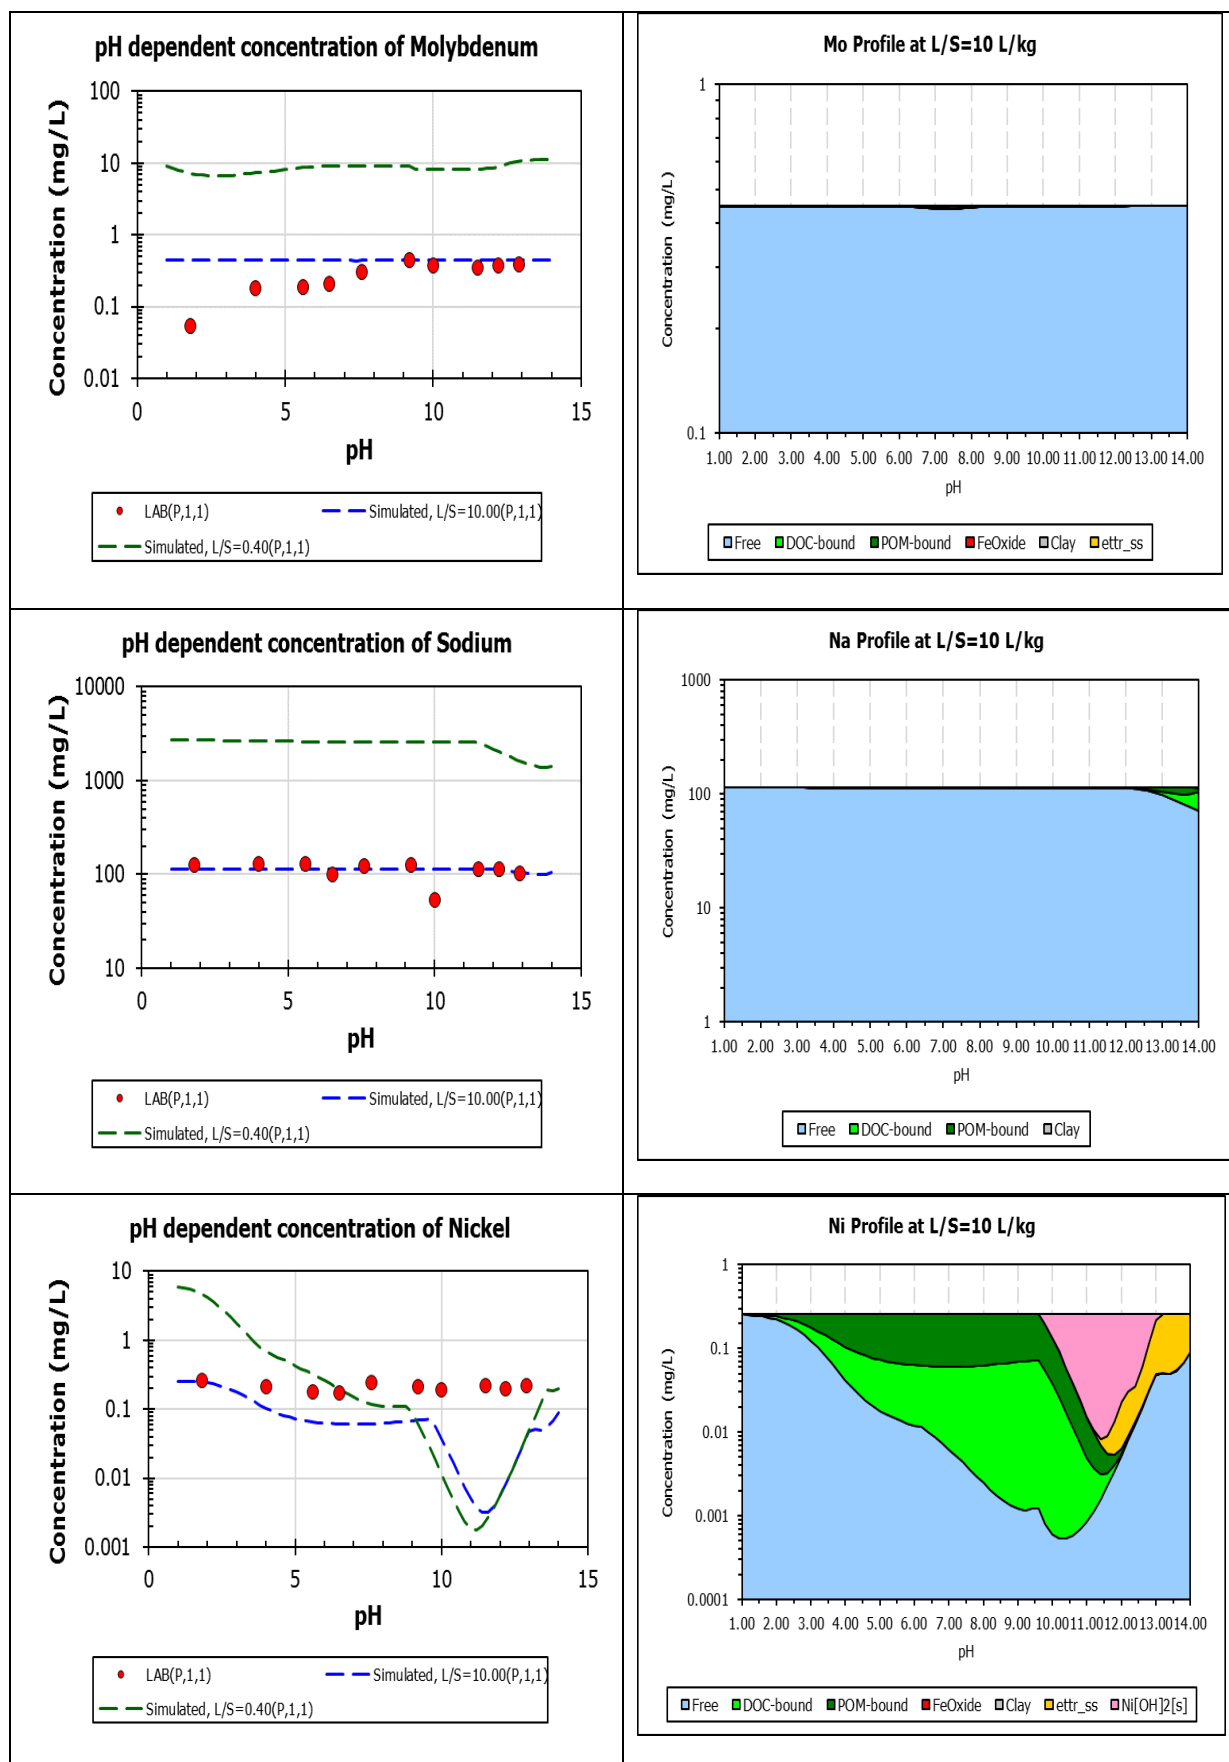 pH dependent concentration of Molybdenum
Concentration (mg/L)
100
10
1
0.1
0.01
0 5 10 15
pH
LAB(P,1,1) Simulated, L/S=10.00(P,1,1)
Simulated, L/S=0.40(P,1,1)
Mo Profile at L/S=10 L/kg
Concentration (mg/L)
1
0.1
1.00 2.00 3.00 4.00 5.00 6.00 7.00 8.00 9.00 10.00 11.00 12.00 13.00 14.00
pH
Free DOC-bound POM-bound FeOxide Clay ettr_ss
pH dependent concentration of Sodium
Concentration (mg/L)
10000
1000
100
10
0 5 10 15
pH
LAB(P,1,1) Simulated, L/S=10.00(P,1,1)
Simulated, L/S=0.40(P,1,1)
Na Profile at L/S=10 L/kg
Concentration (mg/L)
1000
100
10
1
1.00 2.00 3.00 4.00 5.00 6.00 7.00 8.00 9.00 10.00 11.00 12.00 13.00 14.00
pH
Free DOC-bound POM-bound Clay
pH dependent concentration of Nickel
Concentration (mg/L)
10
1
0.1
0.01
0.001
0 5 10 15
pH
LAB(P,1,1) Simulated, L/S=10.00(P,1,1)
Simulated, L/S=0.40(P,1,1)
Ni Profile at L/S=10 L/kg
Concentration (mg/L)
1
0.1
0.01
0.001
0.0001
1.00 2.00 3.00 4.00 5.00 6.00 7.00 8.00 9.00 10.00 11.00 12.00 13.00 14.00
pH
Free DOC-bound POM-bound FeOxide Clay ettr_ss Ni[OH]2[s]